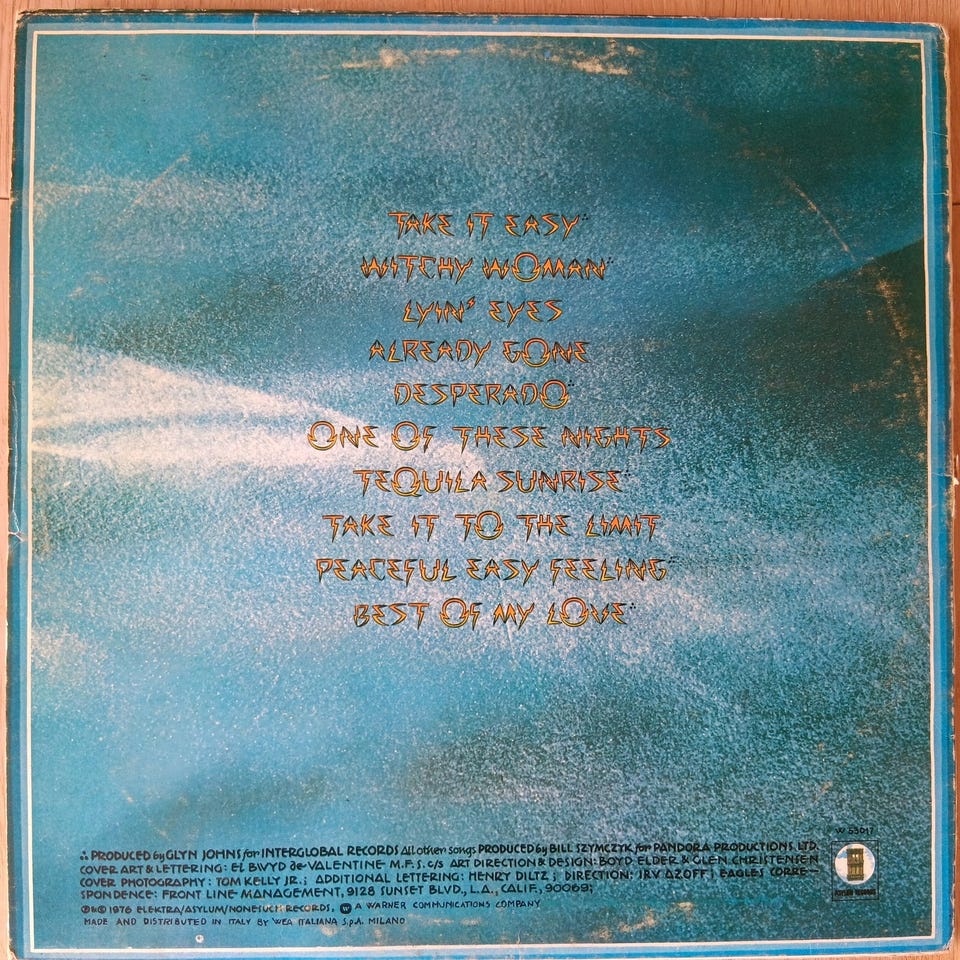 TAKE IT EASY∴
WITCHY WOMAN∴
LYIN' EYES
ALREADY GONE
DESPERADO∴
ONE OF THESE NIGHTS
TEQUILA SUNRISE∴
TAKE IT TO THE LIMIT
PEACEFUL EASY FEELING∴
BEST OF MY LOVE∴
W 53017
∴ PRODUCED by GLYN JOHNS for INTERGLOBAL RECORDS All other songs PRODUCED by BILL SZYMCZYK for PANDORA PRODUCTIONS LTD.
COVER ART & LETTERING: EL BWYD de VALENTINE M.F.S. c/s ART DIRECTION & DESIGN: BOYD ELDER & GLEN CHRISTENSEN
COVER PHOTOGRAPHY: TOM KELLY JR.; ADDITIONAL LETTERING: HENRY DILTZ; DIRECTION: IRV AZOFF; EAGLES CORRE-
SPONDENCE: FRONT LINE MANAGEMENT, 9128 SUNSET BLVD., L.A., CALIF., 90069;
℗&© 1976 ELEKTRA/ASYLUM/NONESUCH RECORDS. W A WARNER COMMUNICATIONS COMPANY
MADE AND DISTRIBUTED IN ITALY BY WEA ITALIANA S.p.A. MILANO
ASYLUM RECORDS